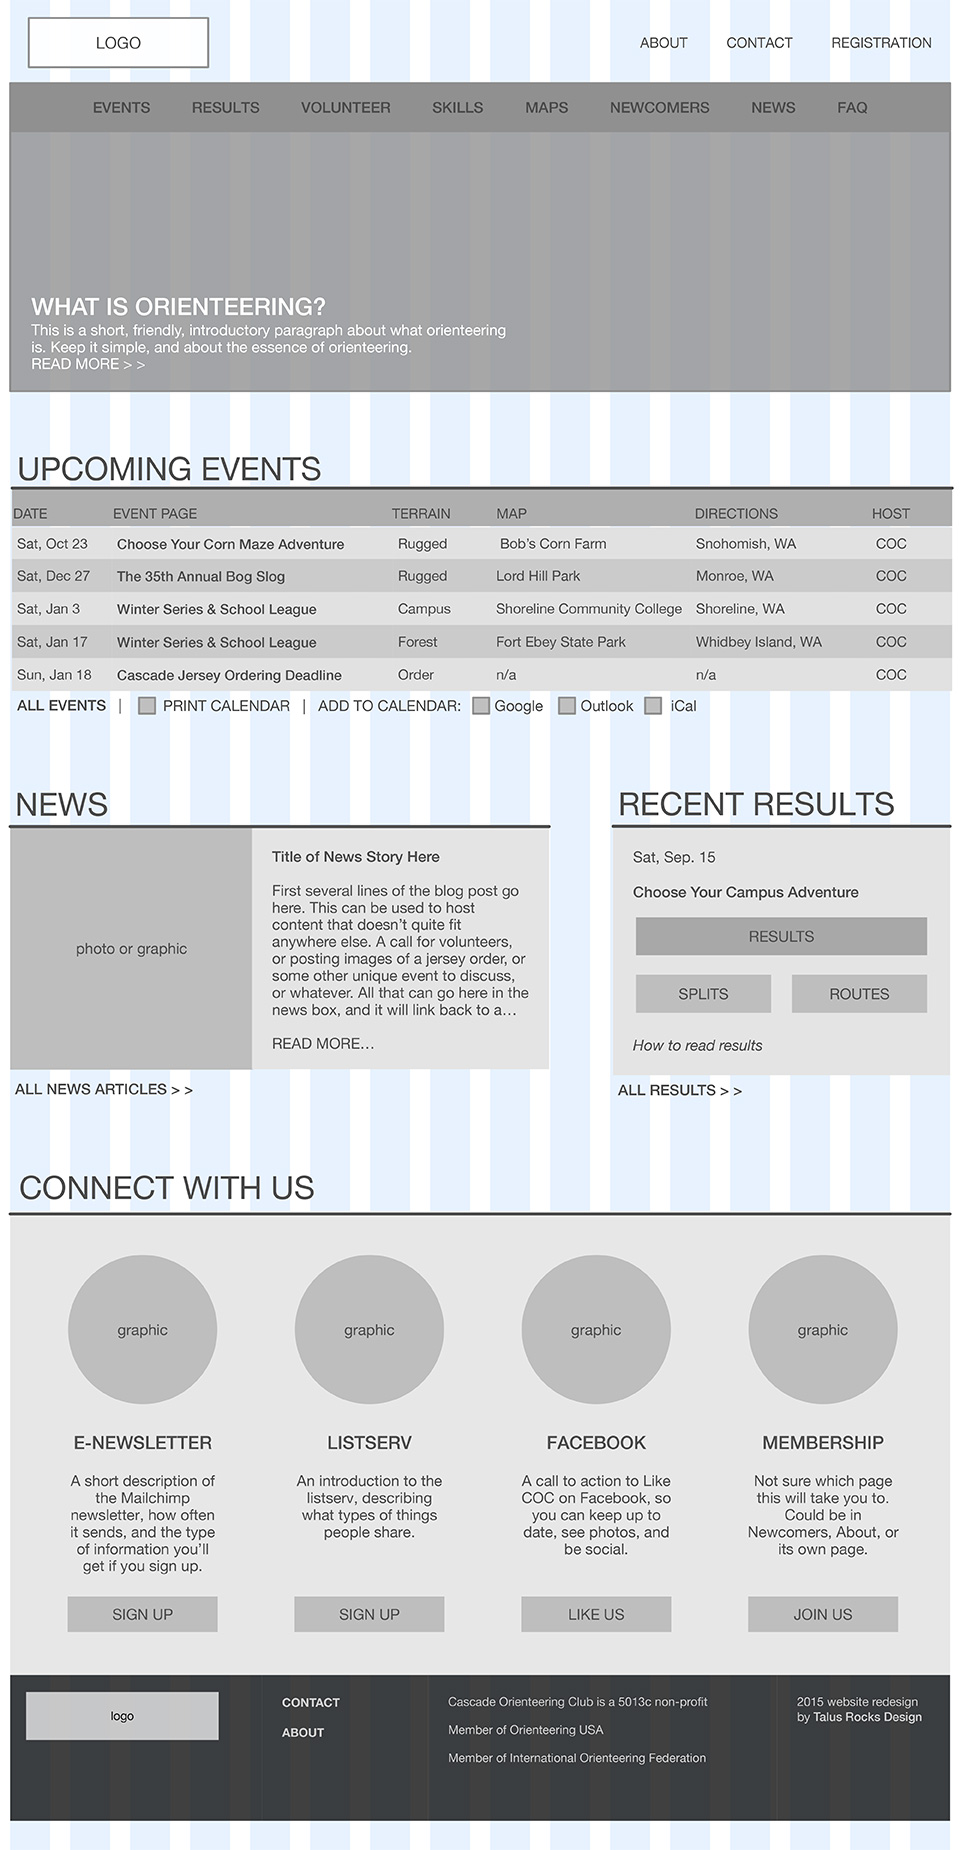 LOGO
ABOUT CONTACT REGISTRATION
EVENTS RESULTS VOLUNTEER SKILLS MAPS NEWCOMERS NEWS FAQ
WHAT IS ORIENTEERING?
This is a short, friendly, introductory paragraph about what orienteering
is. Keep it simple, and about the essence of orienteering.
READ MORE > >
UPCOMING EVENTS
DATE EVENT PAGE TERRAIN MAP DIRECTIONS HOST
Sat, Oct 23 Choose Your Corn Maze Adventure Rugged Bob's Corn Farm Snohomish, WA COC
Sat, Dec 27 The 35th Annual Bog Slog Rugged Lord Hill Park Monroe, WA COC
Sat, Jan 3 Winter Series & School League Campus Shoreline Community College Shoreline, WA COC
Sat, Jan 17 Winter Series & School League Forest Fort Ebey State Park Whidbey Island, WA COC
Sun, Jan 18 Cascade Jersey Ordering Deadline Order n/a n/a COC
ALL EVENTS | PRINT CALENDAR | ADD TO CALENDAR: Google Outlook iCal
NEWS
photo or graphic
Title of News Story Here
First several lines of the blog post go
here. This can be used to host
content that doesn't quite fit
anywhere else. A call for volunteers,
or posting images of a jersey order, or
some other unique event to discuss,
or whatever. All that can go here in the
news box, and it will link back to a…
READ MORE…
ALL NEWS ARTICLES > >
RECENT RESULTS
Sat, Sep. 15
Choose Your Campus Adventure
RESULTS
SPLITS ROUTES
How to read results
ALL RESULTS > >
CONNECT WITH US
graphic
E-NEWSLETTER
A short description of
the Mailchimp
newsletter, how often
it sends, and the type
of information you'll
get if you sign up.
SIGN UP
graphic
LISTSERV
An introduction to the
listserv, describing
what types of things
people share.
SIGN UP
graphic
FACEBOOK
A call to action to Like
COC on Facebook, so
you can keep up to
date, see photos, and
be social.
LIKE US
graphic
MEMBERSHIP
Not sure which page
this will take you to.
Could be in
Newcomers, About, or
its own page.
JOIN US
logo
CONTACT
ABOUT
Cascade Orienteering Club is a 5013c non-profit
Member of Orienteering USA
Member of International Orienteering Federation
2015 website redesign
by Talus Rocks Design